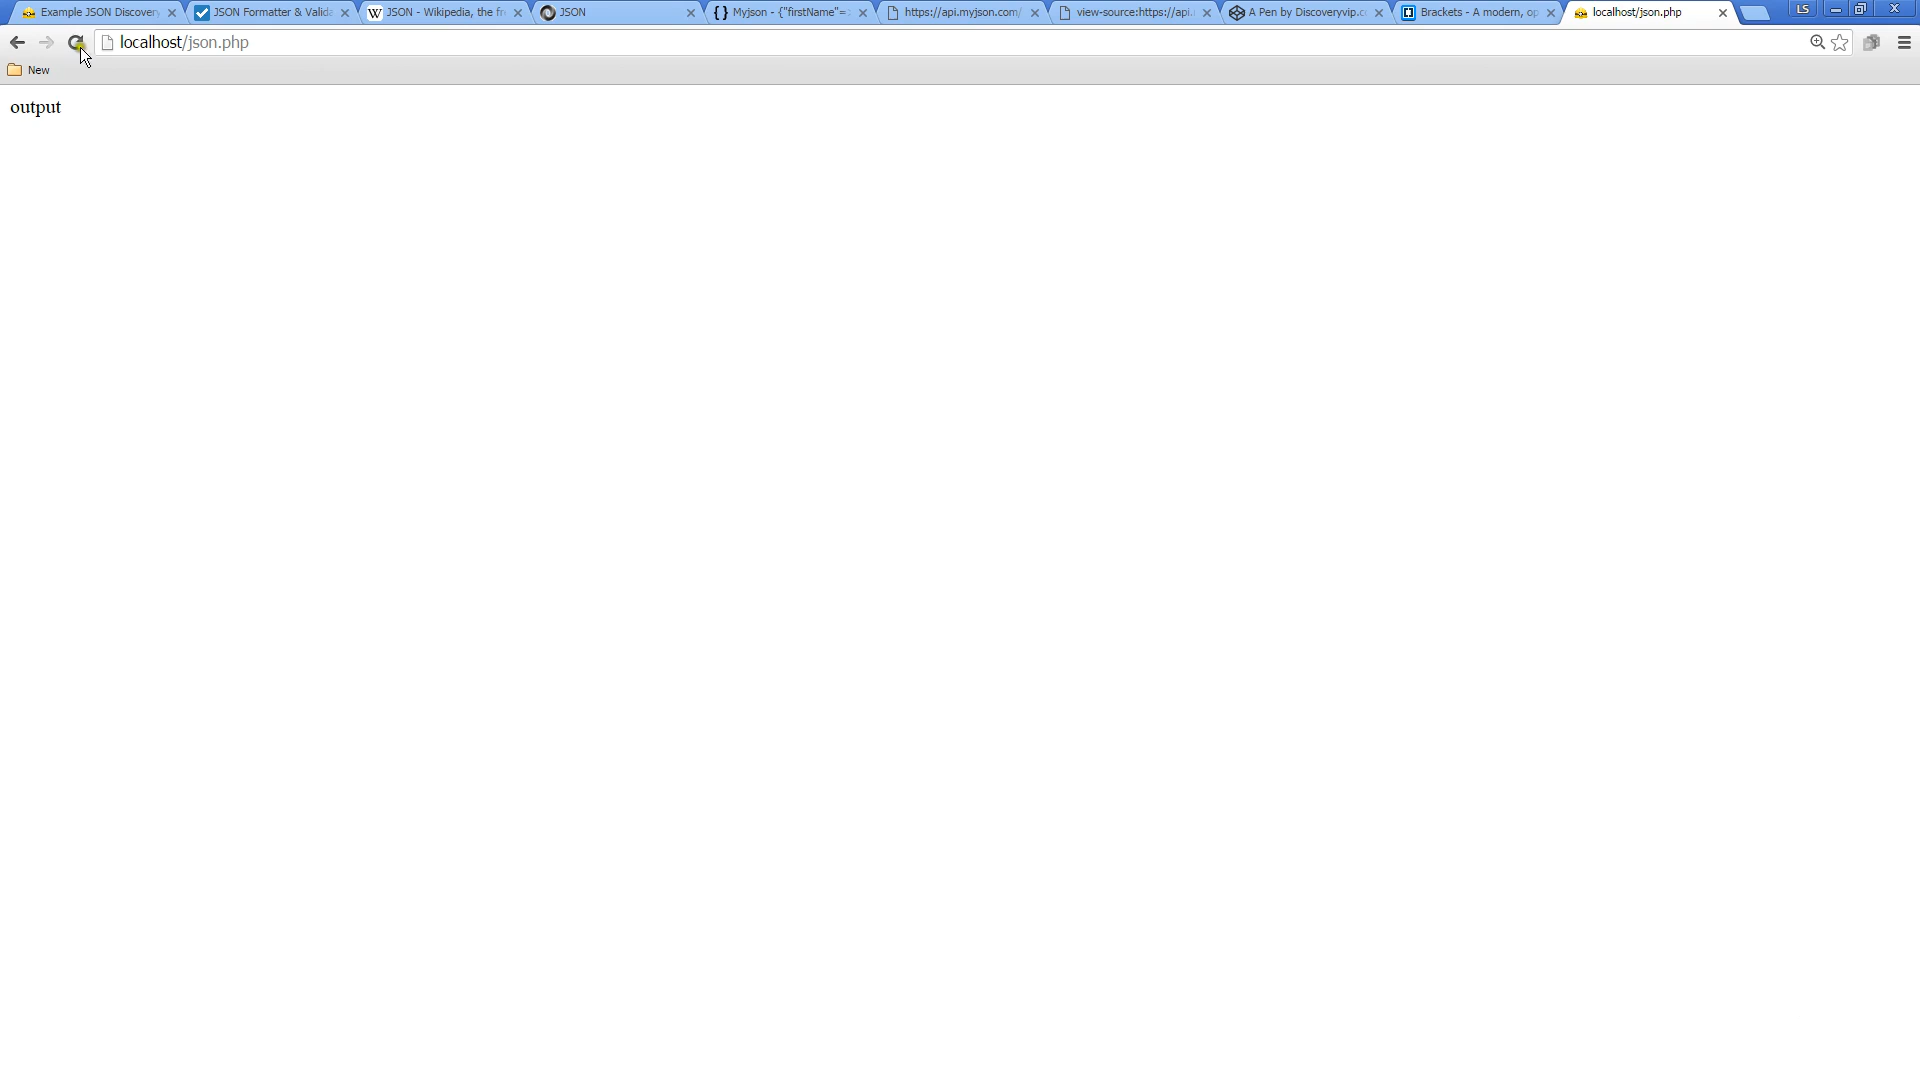 Example JSON Discovery
JSON Formatter & Valida
JSON - Wikipedia, the fr
JSON
{ } Myjson - {"firstName"=
https://api.myjson.com/
view-source:https://api.
A Pen by Discoveryvip.c
Brackets - A modern, op
localhost/json.php
LS
localhost/json.php
New
output